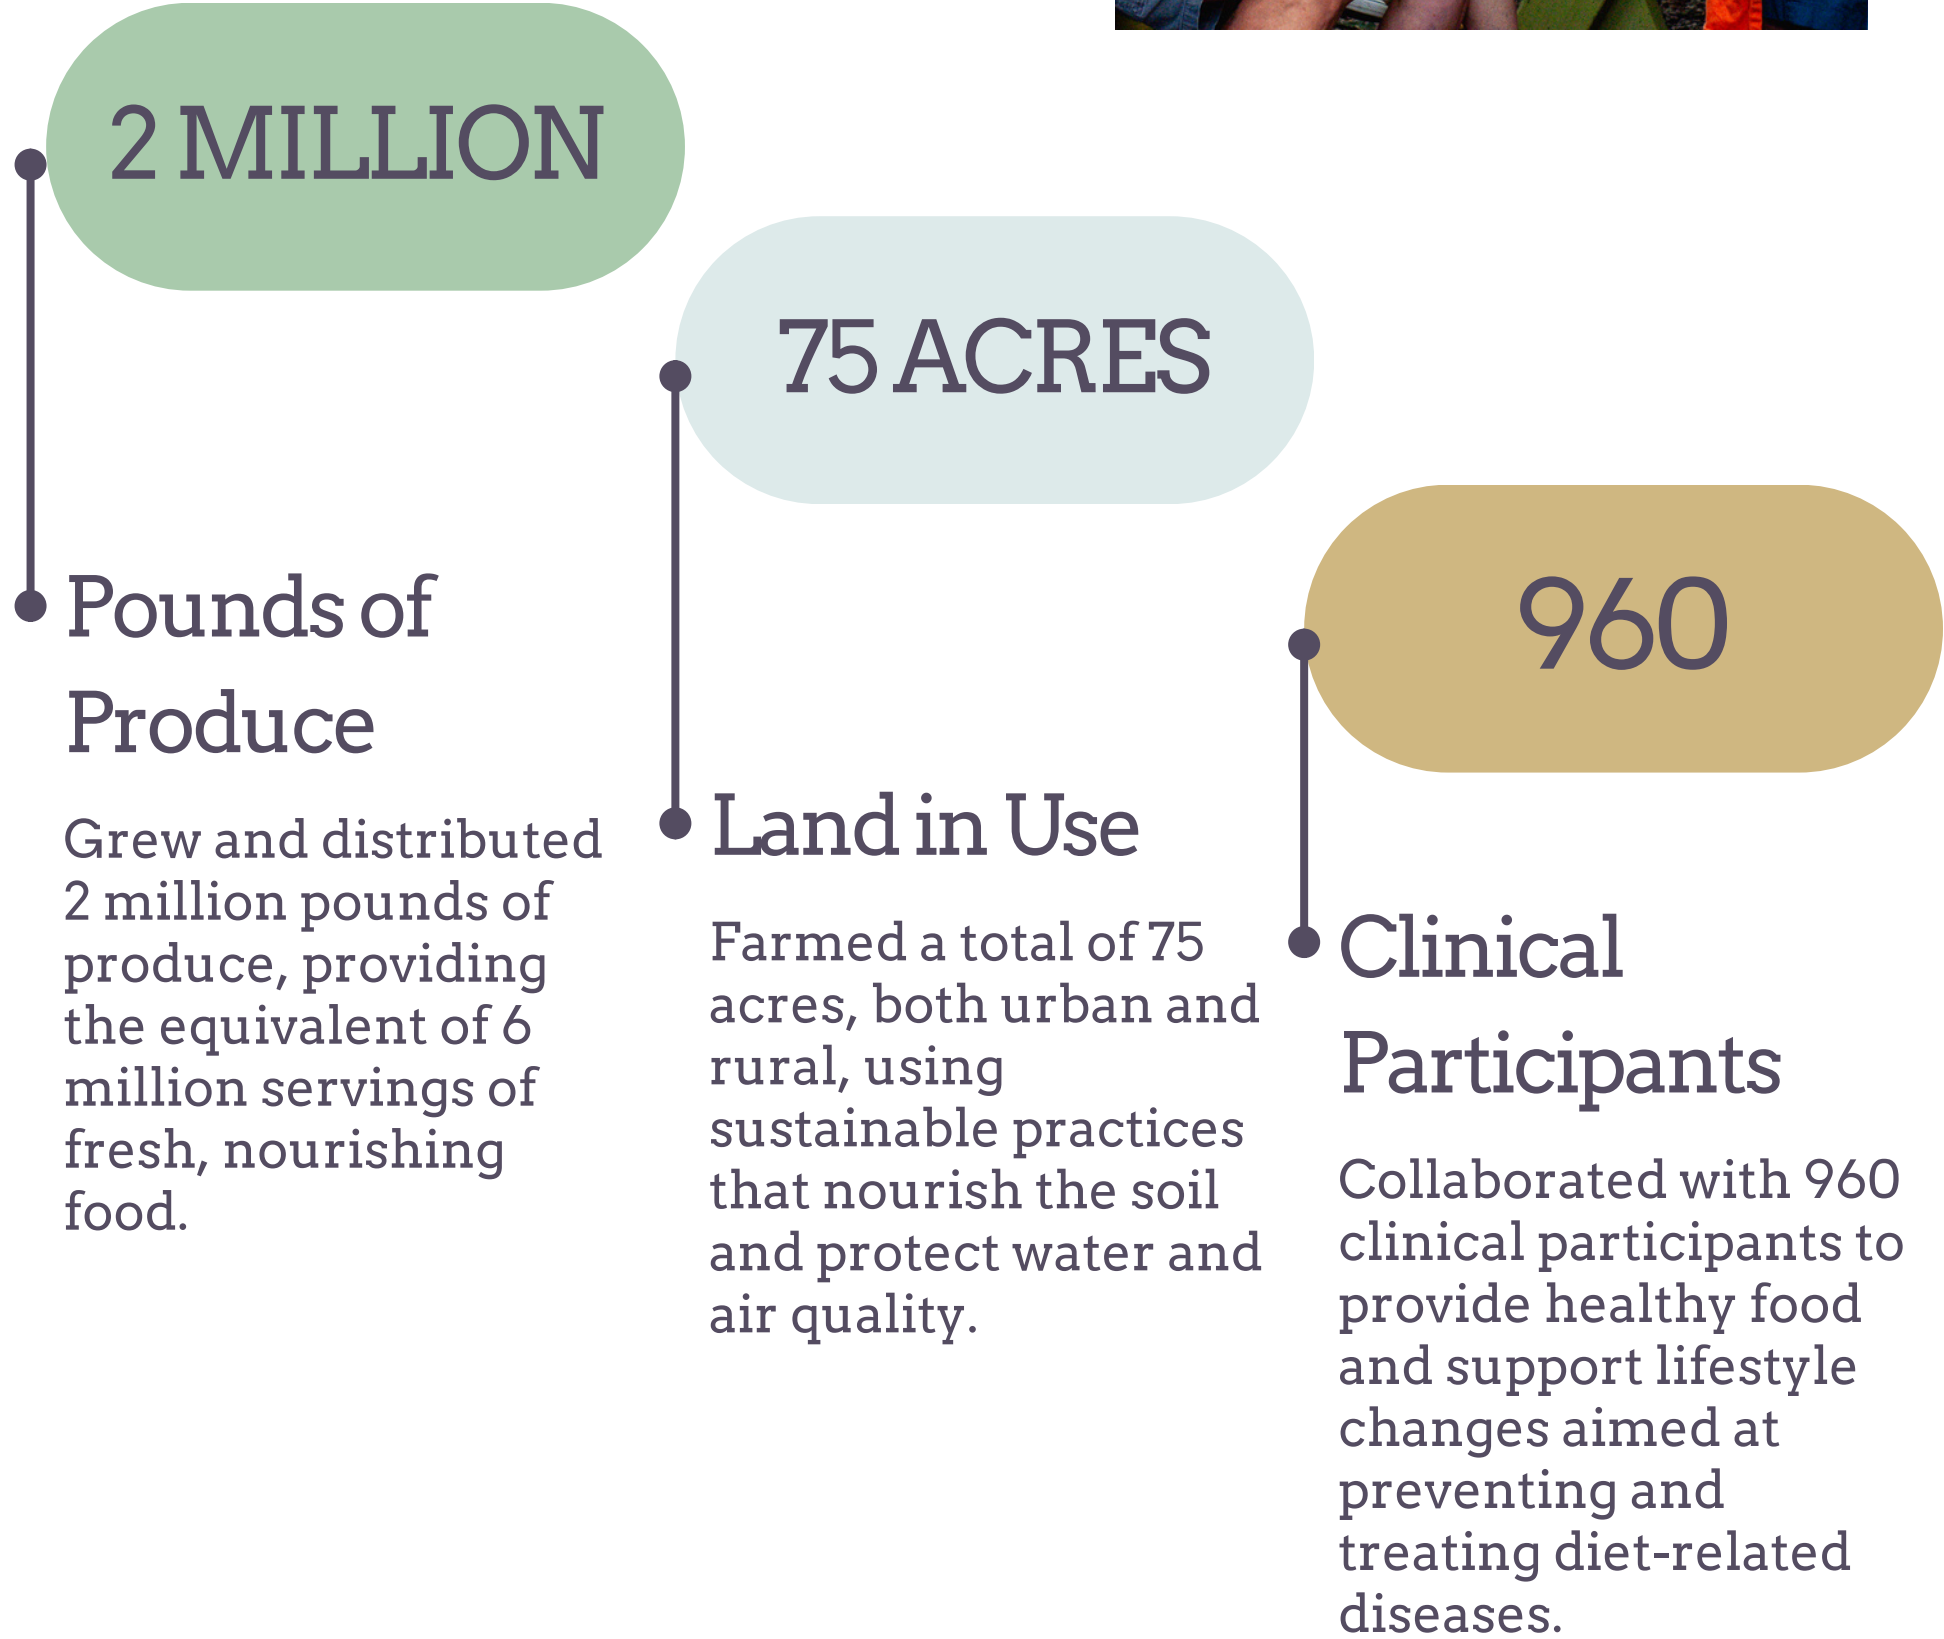 2 MILLION
Pounds of
Produce
Grew and distributed
2 million pounds of
produce, providing
the equivalent of 6
million servings of
fresh, nourishing
food.
75 ACRES
Land in Use
Farmed a total of 75
acres, both urban and
rural, using
sustainable practices
that nourish the soil
and protect water and
air quality.
960
Clinical
Participants
Collaborated with 960
clinical participants to
provide healthy food
and support lifestyle
changes aimed at
preventing and
treating diet-related
diseases.